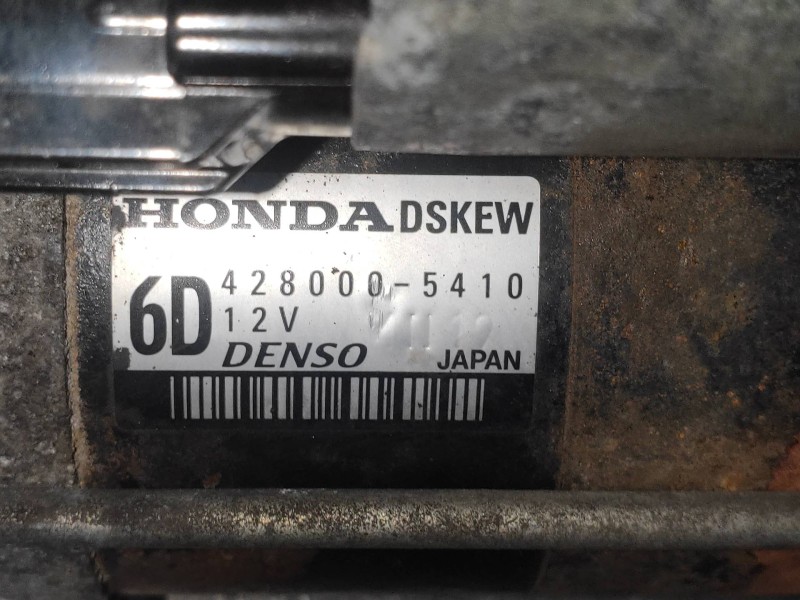 HONDA DSKEW
6D 428000-5410
12V
DENSO JAPAN